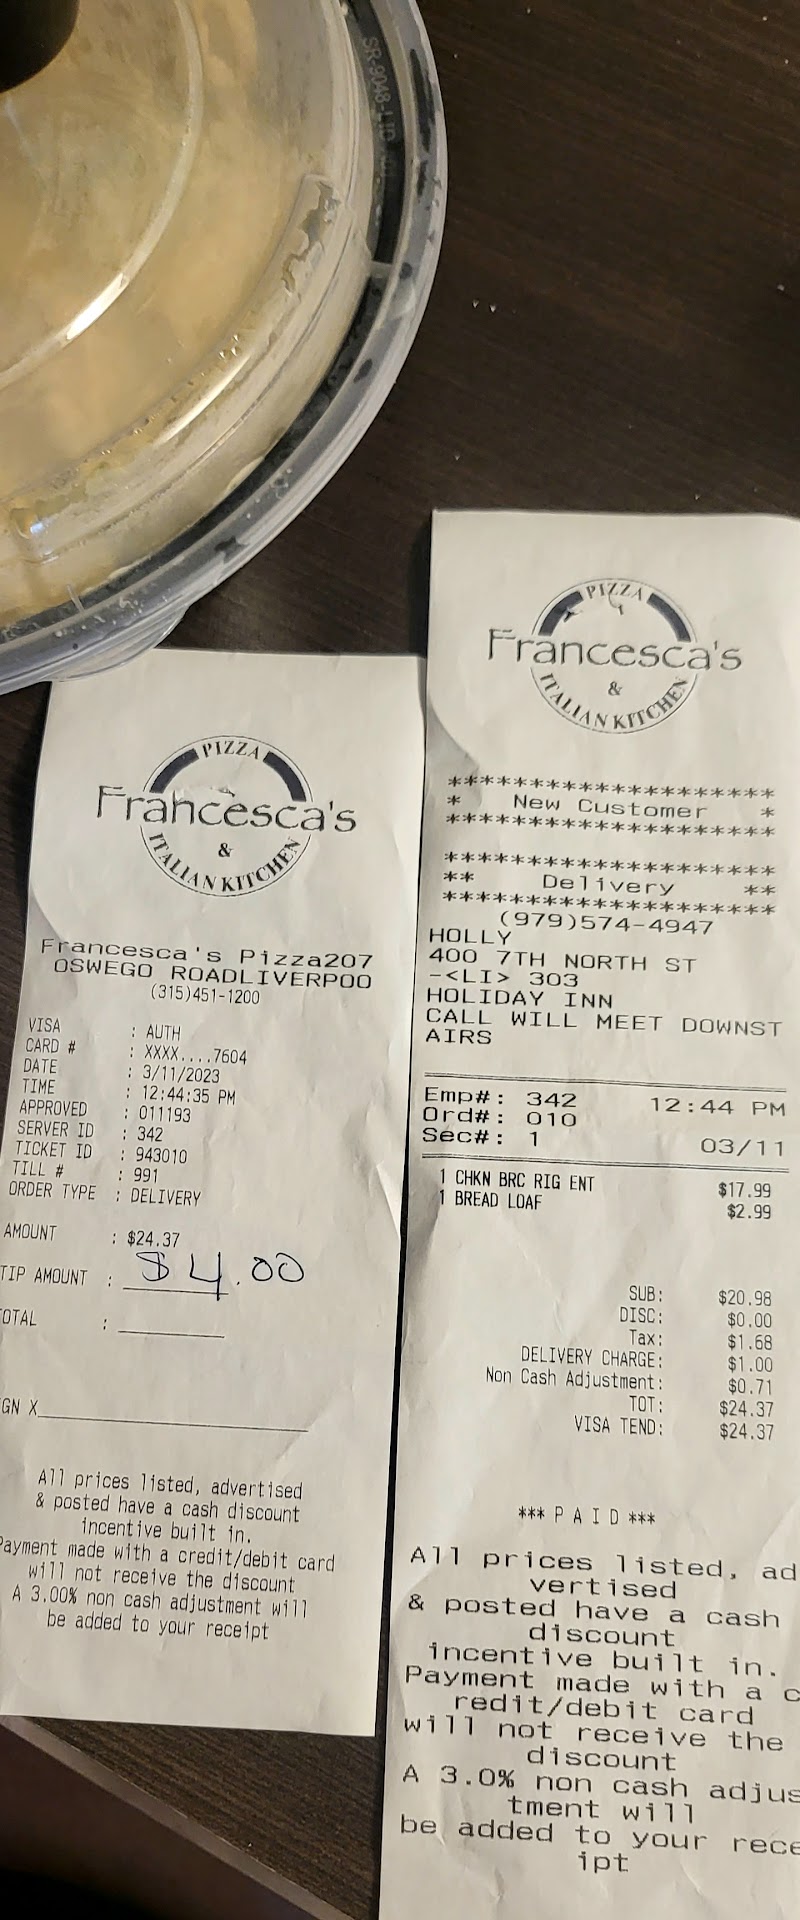 SR-9048-LID
PIZZA
Francesca's
&
ITALIAN KITCHEN
Francesca's Pizza207
OSWEGO ROADLIVERPOO
(315)451-1200
VISA : AUTH
CARD # : XXXX....7604
DATE : 3/11/2023
TIME : 12:44:35 PM
APPROVED : 011193
SERVER ID : 342
TICKET ID : 943010
TILL # : 991
ORDER TYPE : DELIVERY
AMOUNT : $24.37
TIP AMOUNT : $4.00
OTAL : 
GN X
All prices listed, advertised
& posted have a cash discount
incentive built in.
Payment made with a credit/debit card
will not receive the discount
A 3.00% non cash adjustment will
be added to your receipt
PIZZA
Francesca's
&
ITALIAN KITCHEN
********************
* New Customer *
********************
********************
** Delivery **
********************
(979)574-4947
HOLLY
400 7TH NORTH ST
-<LI> 303
HOLIDAY INN
CALL WILL MEET DOWNST
AIRS
Emp#: 342 12:44 PM
Ord#: 010
Sec#: 1 03/11
1 CHKN BRC RIG ENT $17.99
1 BREAD LOAF $2.99
SUB: $20.98
DISC: $0.00
Tax: $1.68
DELIVERY CHARGE: $1.00
Non Cash Adjustment: $0.71
TOT: $24.37
VISA TEND: $24.37
*** P A I D ***
All prices listed, ad
vertised
& posted have a cash
discount
incentive built in.
Payment made with a c
redit/debit card
will not receive the
discount
A 3.0% non cash adjus
tment will
be added to your rece
ipt